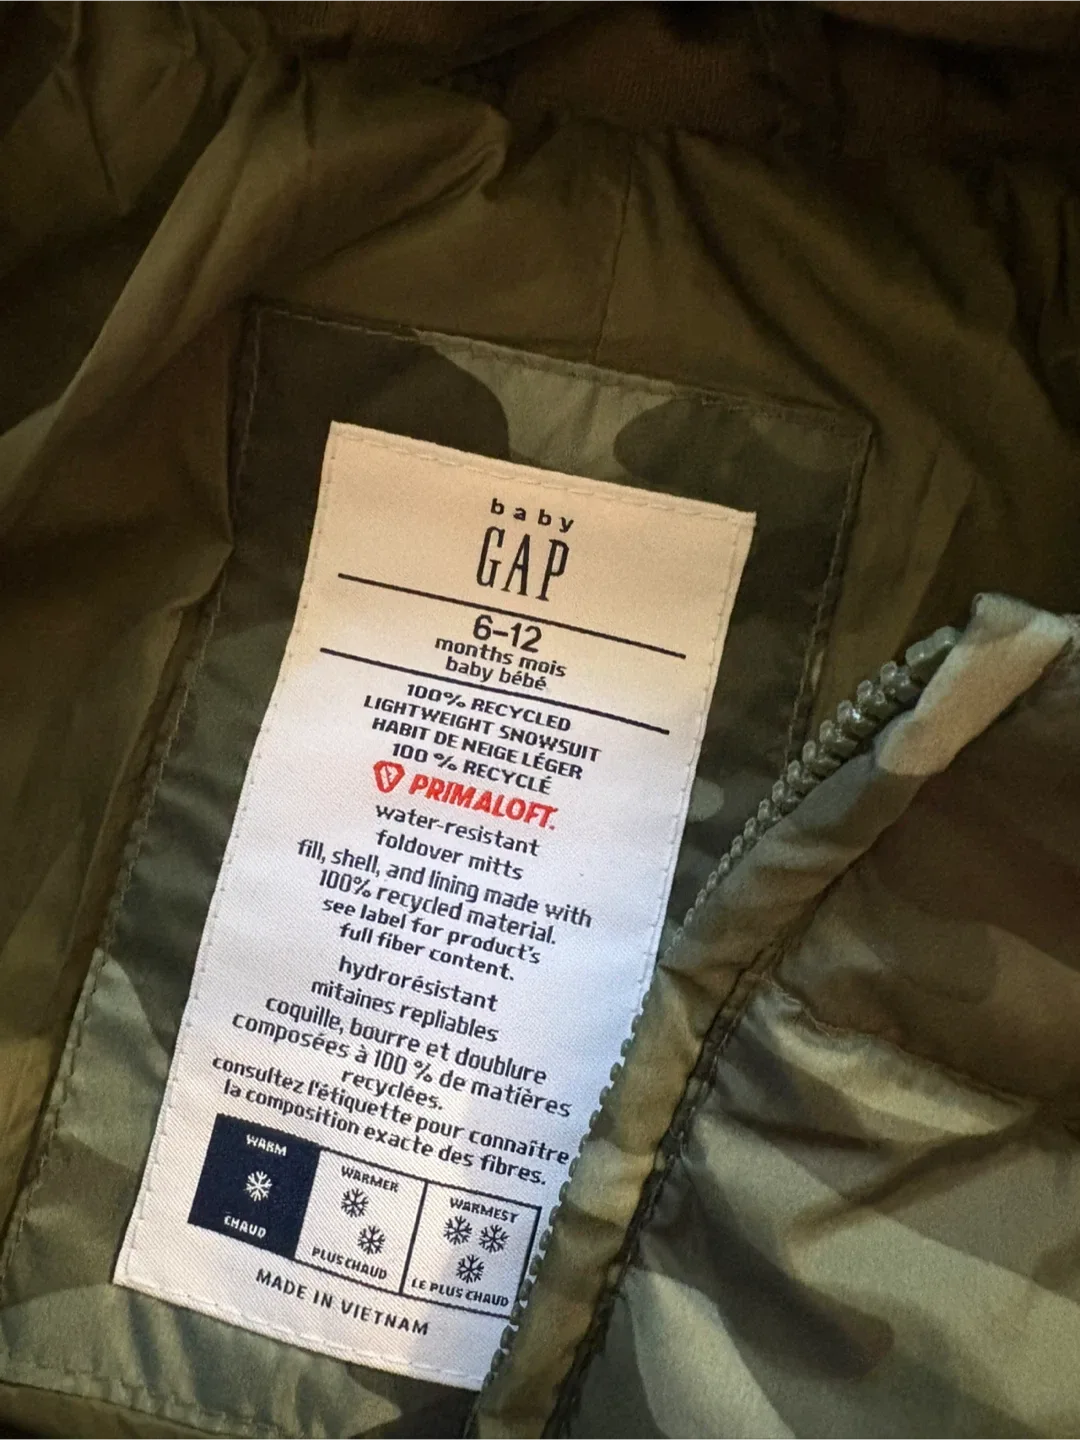 baby
GAP
6-12
months mois
baby bébé
100% RECYCLED
LIGHTWEIGHT SNOWSUIT
HABIT DE NEIGE LÉGER
100 % RECYCLÉ
PRIMALOFT.
water-resistant
foldover mitts
fill, shell, and lining made with
100% recycled material.
see label for product's
full fiber content.
hydrorésistant
mitaines repliables
coquille, bourre et doublure
composées à 100 % de matières
recyclées.
consultez l'étiquette pour connaître
la composition exacte des fibres.
WARM
CHAUD
WARMER
PLUS CHAUD
WARMEST
LE PLUS CHAUD
MADE IN VIETNAM